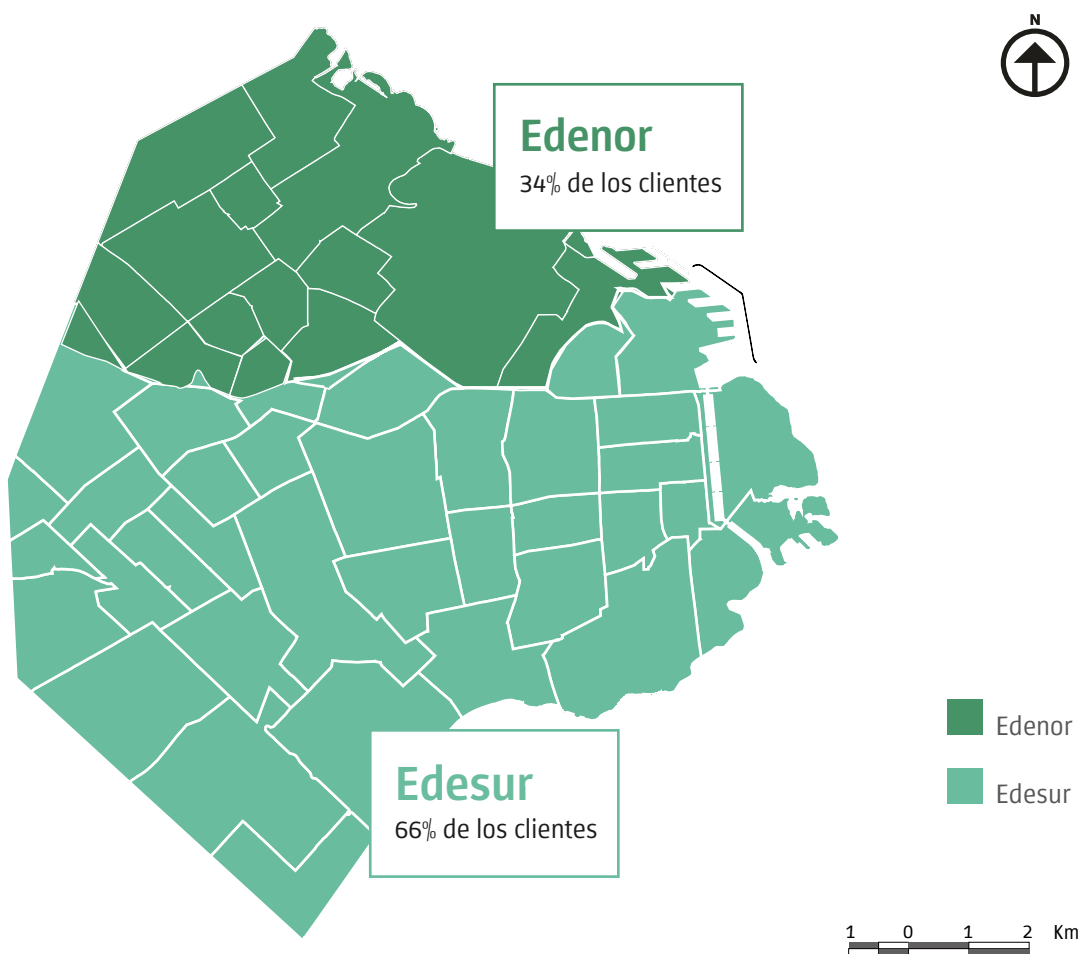 N
Edenor
34% de los clientes
Edesur
66% de los clientes
Edenor
Edesur
1 0 1 2 Km